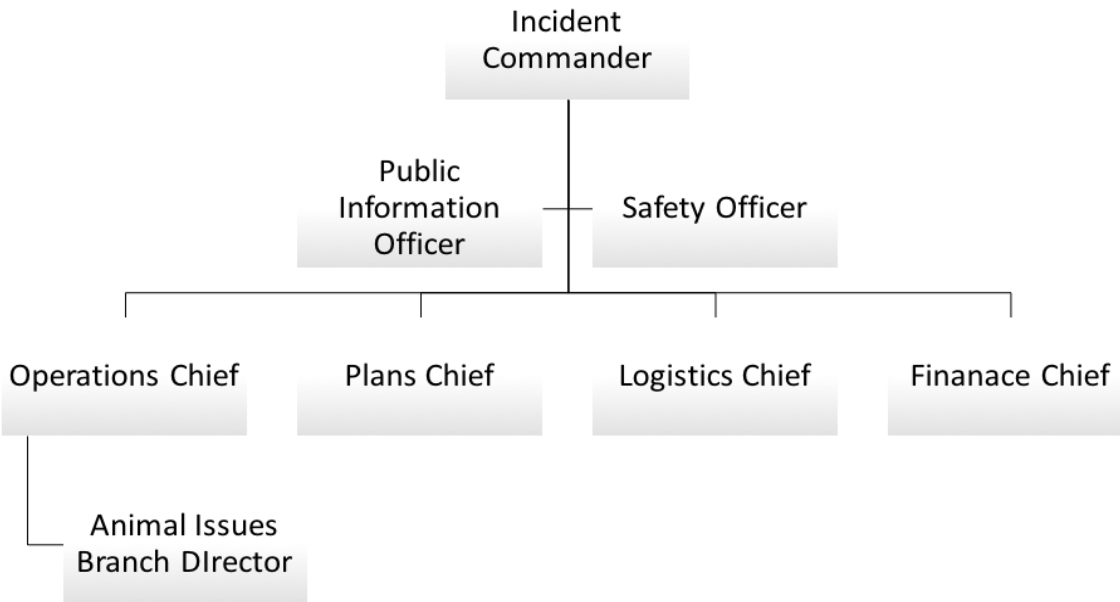 Incident
Commander
Public
Information
Officer
Safety Officer
Operations Chief
Plans Chief
Logistics Chief
Finanace Chief
Animal Issues
Branch DIrector